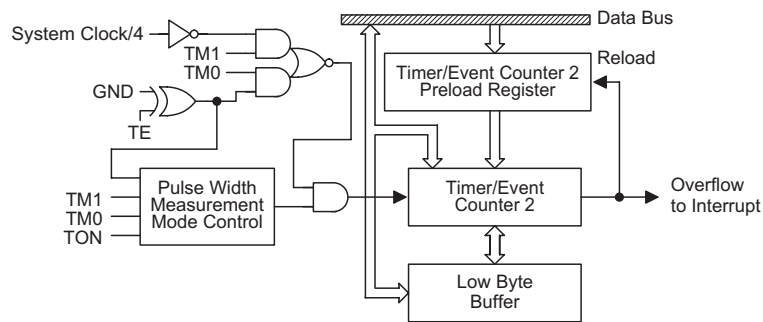 Data Bus
System Clock/4
TM1
TM0
GND
TE
Timer/Event Counter 2
Preload Register
Reload
TM1
TM0
TON
Pulse Width
Measurement
Mode Control
Timer/Event
Counter 2
Overflow
to Interrupt
Low Byte
Buffer